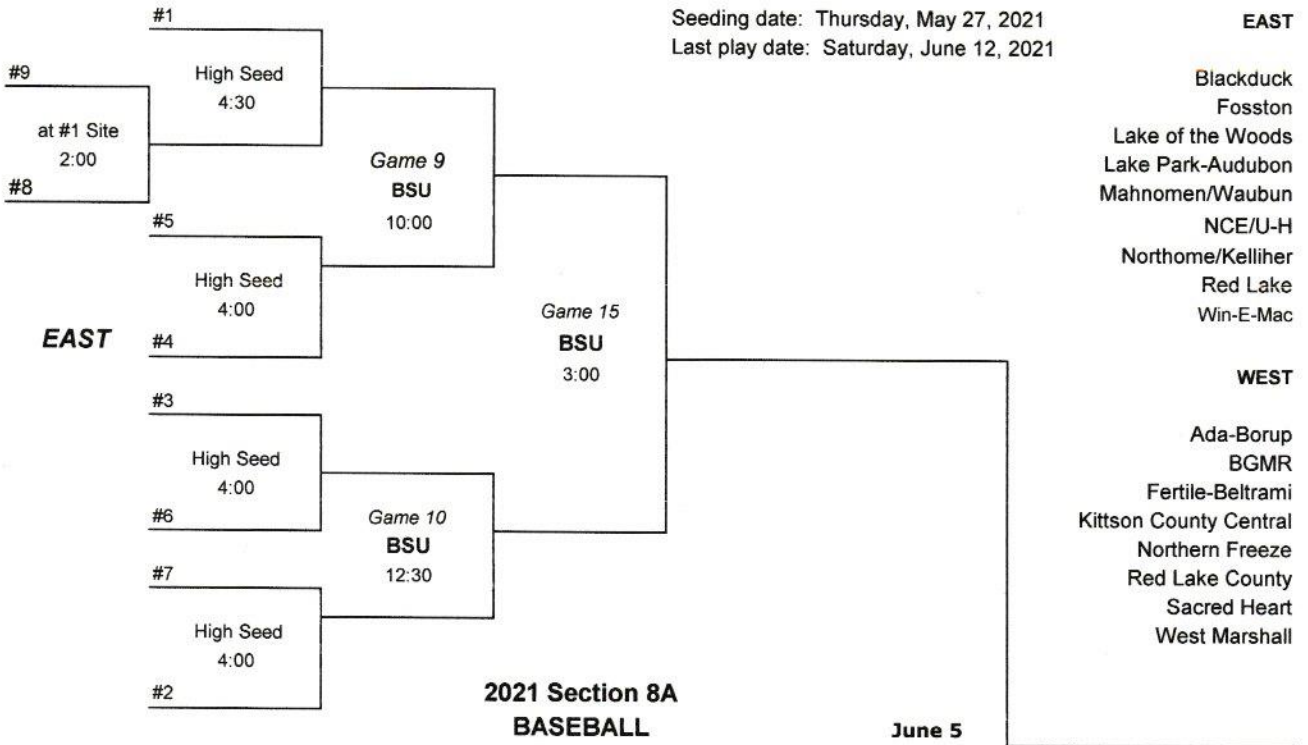 #1
Seeding date: Thursday, May 27, 2021
Last play date: Saturday, June 12, 2021
#9
High Seed
4:30
at #1 Site
2:00
#8
Game 9
BSU
10:00
#5
High Seed
4:00
#4
EAST
Game 15
BSU
3:00
#3
High Seed
4:00
#6
Game 10
BSU
12:30
#7
High Seed
4:00
#2
2021 Section 8A
BASEBALL
June 5
EAST
Blackduck
Fosston
Lake of the Woods
Lake Park-Audubon
Mahnomen/Waubun
NCE/U-H
Northome/Kelliher
Red Lake
Win-E-Mac
WEST
Ada-Borup
BGMR
Fertile-Beltrami
Kittson County Central
Northern Freeze
Red Lake County
Sacred Heart
West Marshall